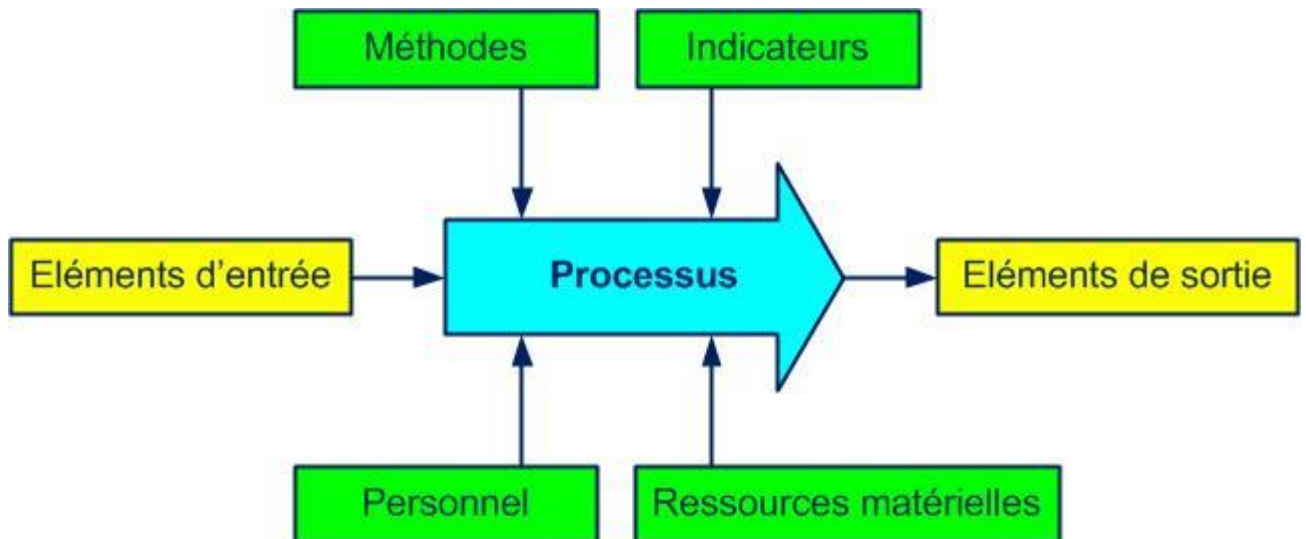 Méthodes
Indicateurs
Eléments d'entrée
Processus
Eléments de sortie
Personnel
Ressources matérielles